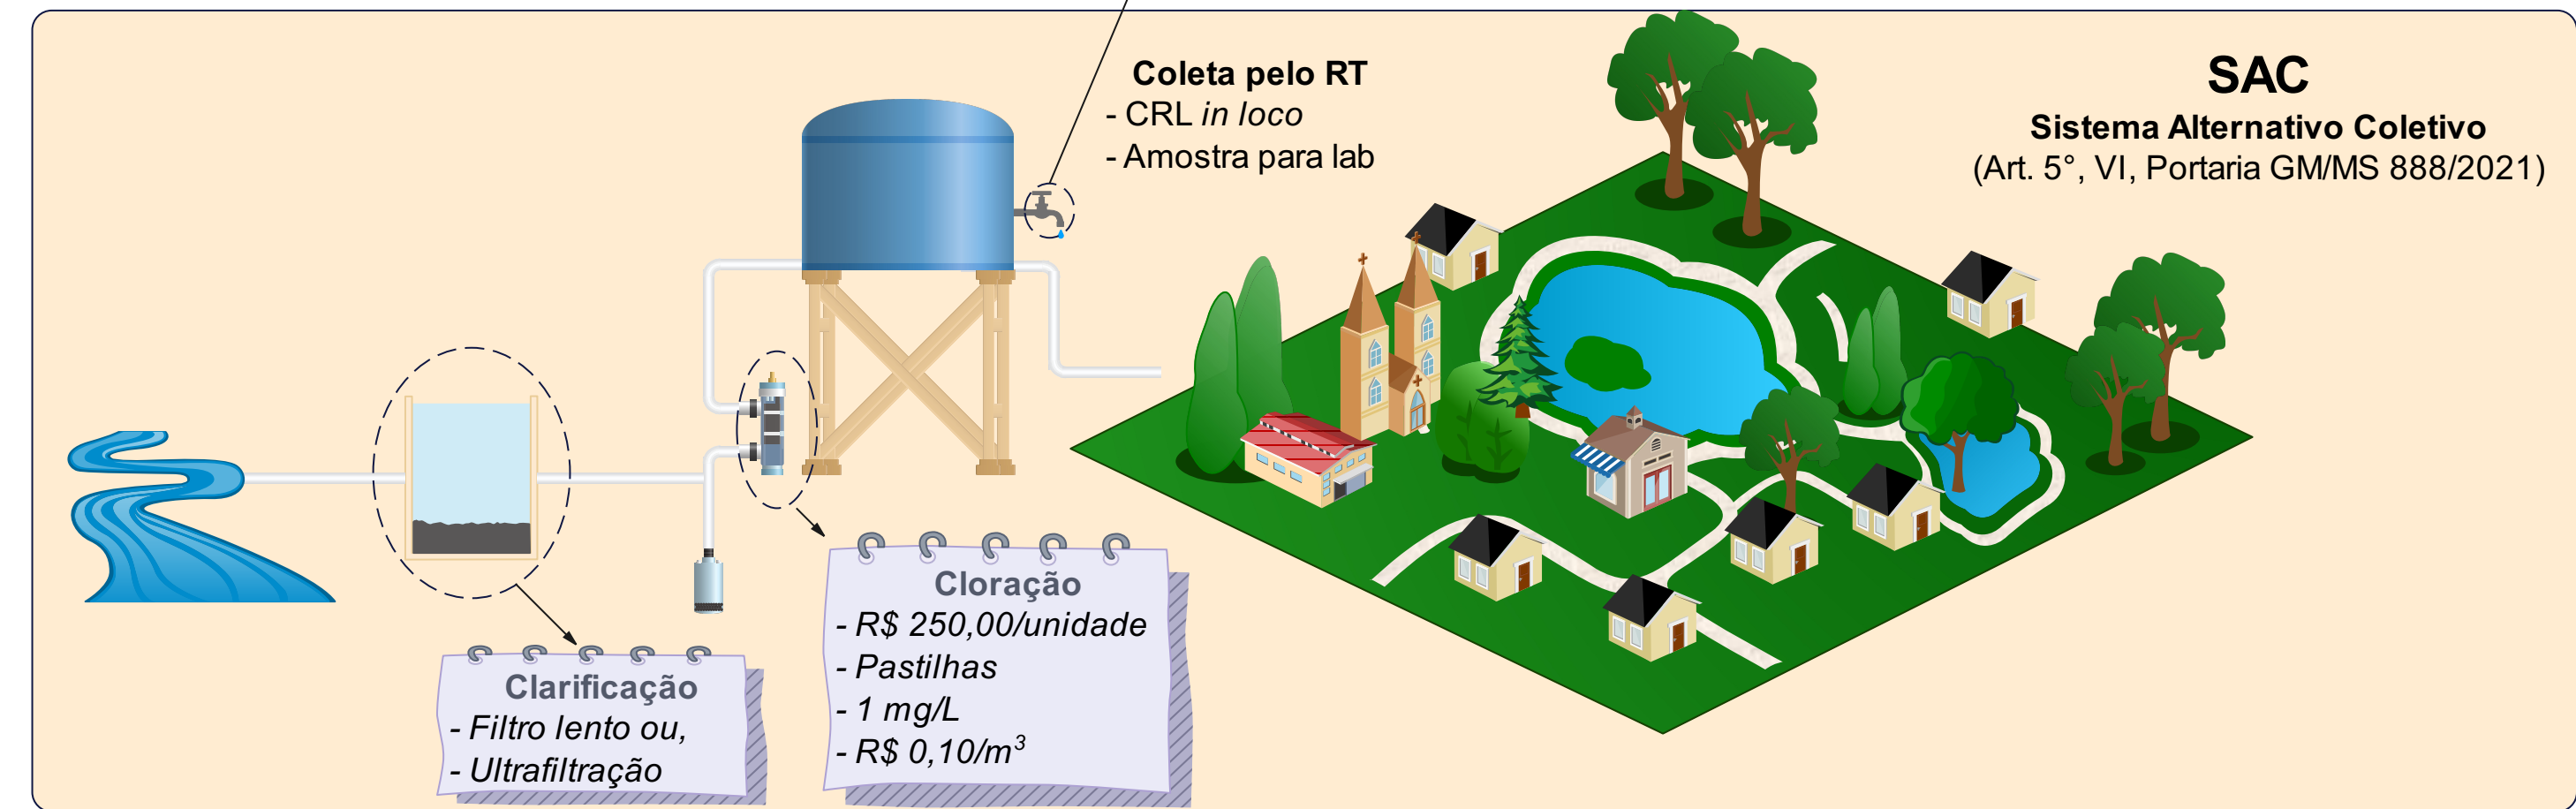 Coleta pelo RT
- CRL in loco
- Amostra para lab
SAC
Sistema Alternativo Coletivo
(Art. 5°, VI, Portaria GM/MS 888/2021)
Clarificação
- Filtro lento ou,
- Ultrafiltração
Cloração
- R$ 250,00/unidade
- Pastilhas
- 1 mg/L
- R$ 0,10/m³